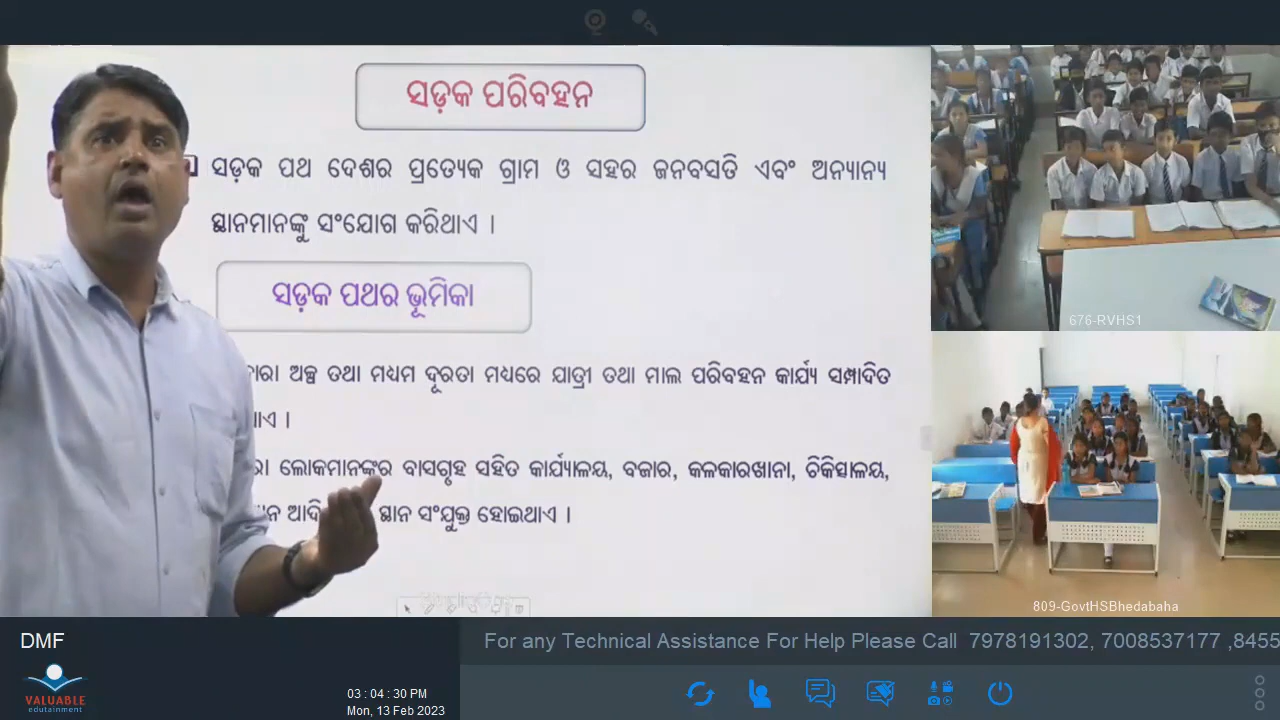 ସଡ଼କ ପରିବହନ
ସଡ଼କ ପଥ ଦେଶର ପ୍ରତ୍ୟେକ ଗ୍ରାମ ଓ ସହର ଜନବସତି ଏବଂ ଅନ୍ୟାନ୍ୟ
ସ୍ଥାନମାନଙ୍କୁ ସଂଯୋଗ କରିଥାଏ ।
ସଡ଼କ ପଥର ଭୂମିକା
ଅଳ୍ପ ତଥା ମଧ୍ୟମ ଦୂରତା ମଧ୍ୟରେ ଯାତ୍ରୀ ତଥା ମାଲ ପରିବହନ କାର୍ଯ୍ୟ ସମ୍ପାଦିତ
ଲୋକମାନଙ୍କର ବାସଗୃହ ସହିତ କାର୍ଯ୍ୟାଳୟ, ବଜାର, କଳକାରଖାନା, ଚିକିତ୍ସାଳୟ,
ସ୍ଥାନ ସଂଯୁକ୍ତ ହୋଇଥାଏ ।
676-RVHS1
809-GovtHSBhedabaha
DMF
For any Technical Assistance For Help Please Call 7978191302, 7008537177 ,8455
VALUABLE
edutainment
03 : 04 : 30 PM
Mon, 13 Feb 2023